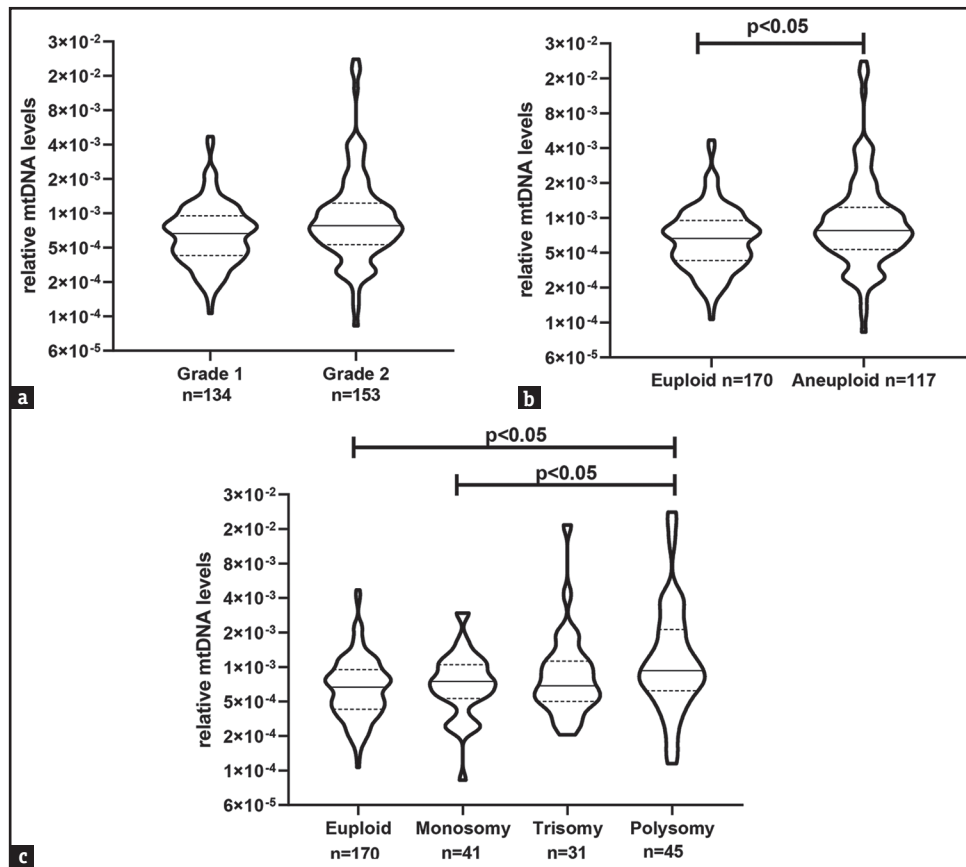 3×10⁻²
2×10⁻²
8×10⁻³
4×10⁻³
2×10⁻³
1×10⁻³
5×10⁻⁴
2×10⁻⁴
1×10⁻⁴
6×10⁻⁵
relative mtDNA levels
Grade 1
n=134
Grade 2
n=153
a
p<0.05
3×10⁻²
2×10⁻²
8×10⁻³
4×10⁻³
2×10⁻³
1×10⁻³
5×10⁻⁴
2×10⁻⁴
1×10⁻⁴
6×10⁻⁵
relative mtDNA levels
Euploid n=170 Aneuploid n=117
b
p<0.05
p<0.05
3×10⁻²
2×10⁻²
8×10⁻³
4×10⁻³
2×10⁻³
1×10⁻³
5×10⁻⁴
2×10⁻⁴
1×10⁻⁴
6×10⁻⁵
relative mtDNA levels
Euploid Monosomy Trisomy Polysomy
n=170 n=41 n=31 n=45
c